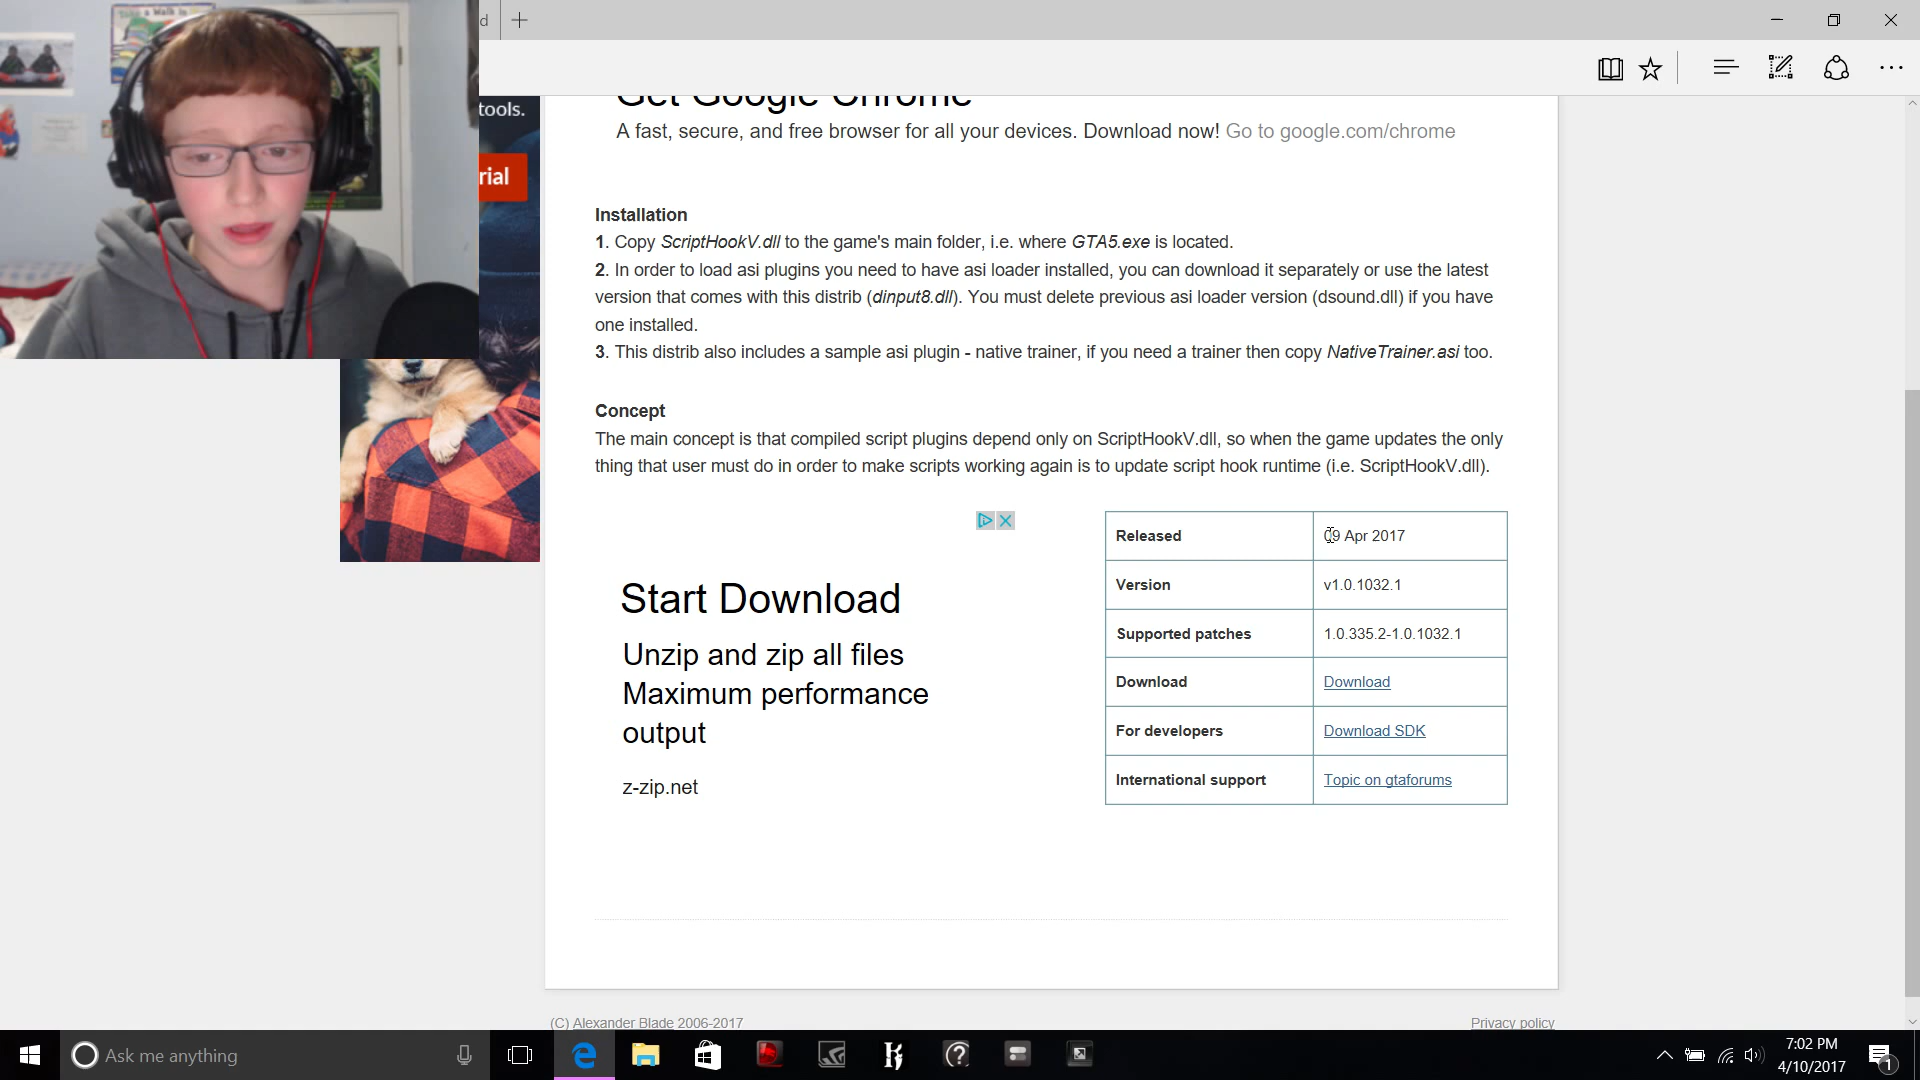 d
tools.
rial
Get Google Chrome
A fast, secure, and free browser for all your devices. Download now! Go to google.com/chrome
Installation
1. Copy ScriptHookV.dll to the game's main folder, i.e. where GTA5.exe is located.
2. In order to load asi plugins you need to have asi loader installed, you can download it separately or use the latest
version that comes with this distrib (dinput8.dll). You must delete previous asi loader version (dsound.dll) if you have
one installed.
3. This distrib also includes a sample asi plugin - native trainer, if you need a trainer then copy NativeTrainer.asi too.
Concept
The main concept is that compiled script plugins depend only on ScriptHookV.dll, so when the game updates the only
thing that user must do in order to make scripts working again is to update script hook runtime (i.e. ScriptHookV.dll).
Start Download
Unzip and zip all files
Maximum performance
output
z-zip.net
Released 09 Apr 2017
Version v1.0.1032.1
Supported patches 1.0.335.2-1.0.1032.1
Download Download
For developers Download SDK
International support Topic on gtaforums
(C) Alexander Blade 2006-2017 Privacy policy
Ask me anything
7:02 PM
4/10/2017
1